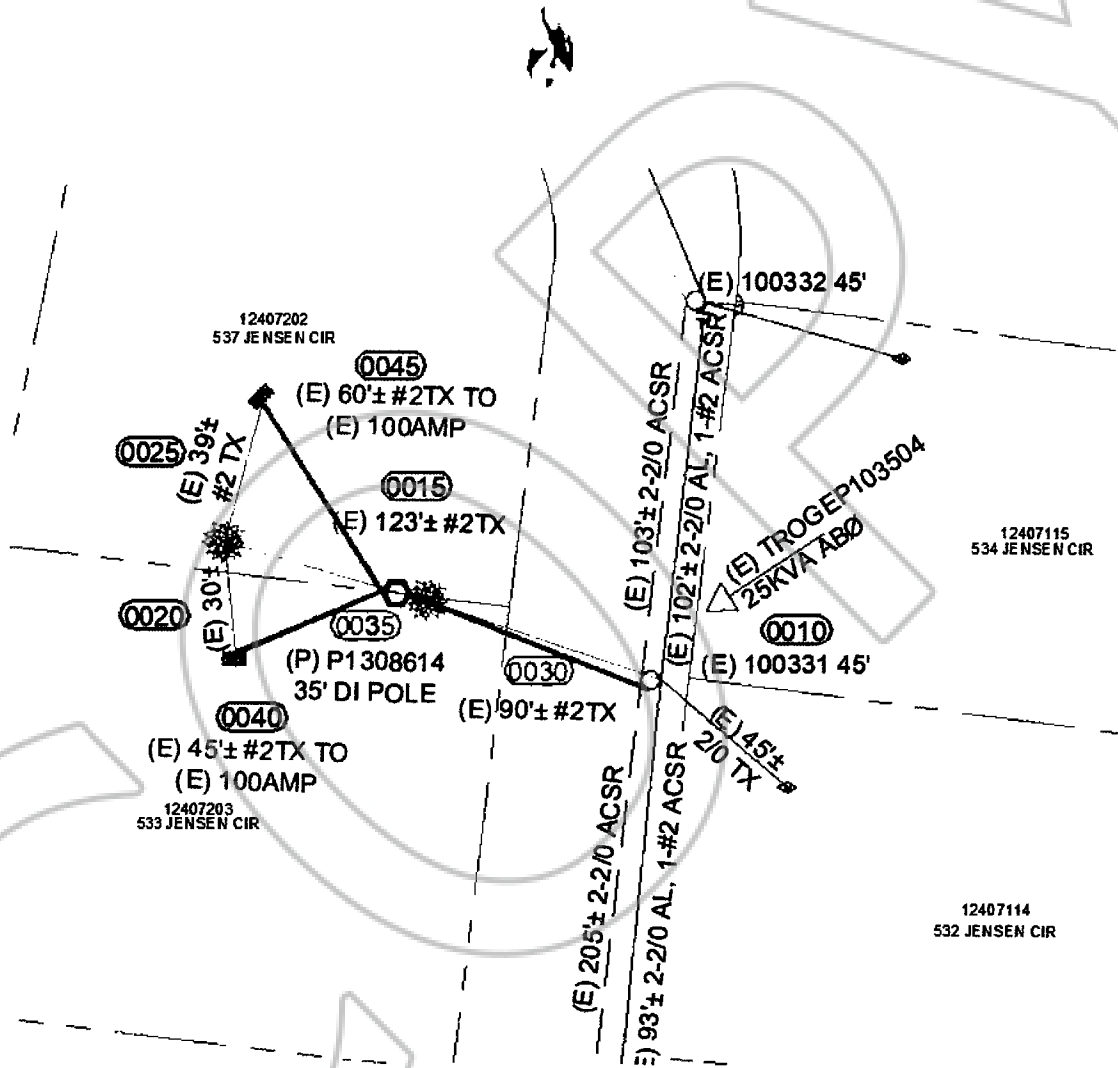 (E) 100332 45'
12407202
537 JENSEN CIR
0045
(E) 60'± #2TX TO
(E) 100AMP
0025
(E) 39'±
#2 TX
0015
(E) 123'± #2TX
(E) 103'± 2-2/0 ACSR
(E) 102'± 2-2/0 AL, 1-#2 ACSR
(E) TROGEP103504
25KVA ABØ
12407115
534 JENSEN CIR
0020
(E) 30'±
0035
(P) P1308614
35' DI POLE
0010
(E) 100331 45'
0030
(E) 90'± #2TX
0040
(E) 45'± #2TX TO
(E) 100AMP
12407203
533 JENSEN CIR
(E) 45'±
2/0 TX
(E) 205'± 2-2/0 ACSR
E) 93'± 2-2/0 AL, 1-#2 ACSR
12407114
532 JENSEN CIR